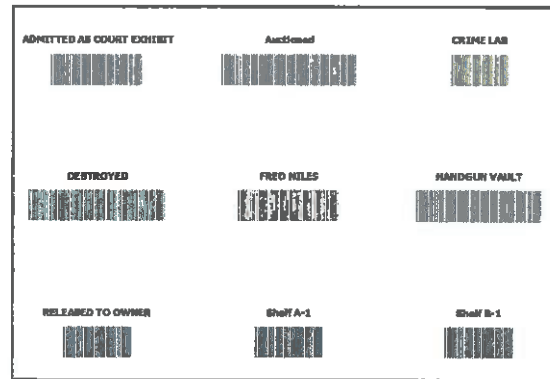 ADMITTED AS COURT EXHIBIT
Auctioned
CRIME LAB
DESTROYED
FRED NILES
HANDGUN VAULT
RELEASED TO OWNER
Shelf A-1
Shelf B-1